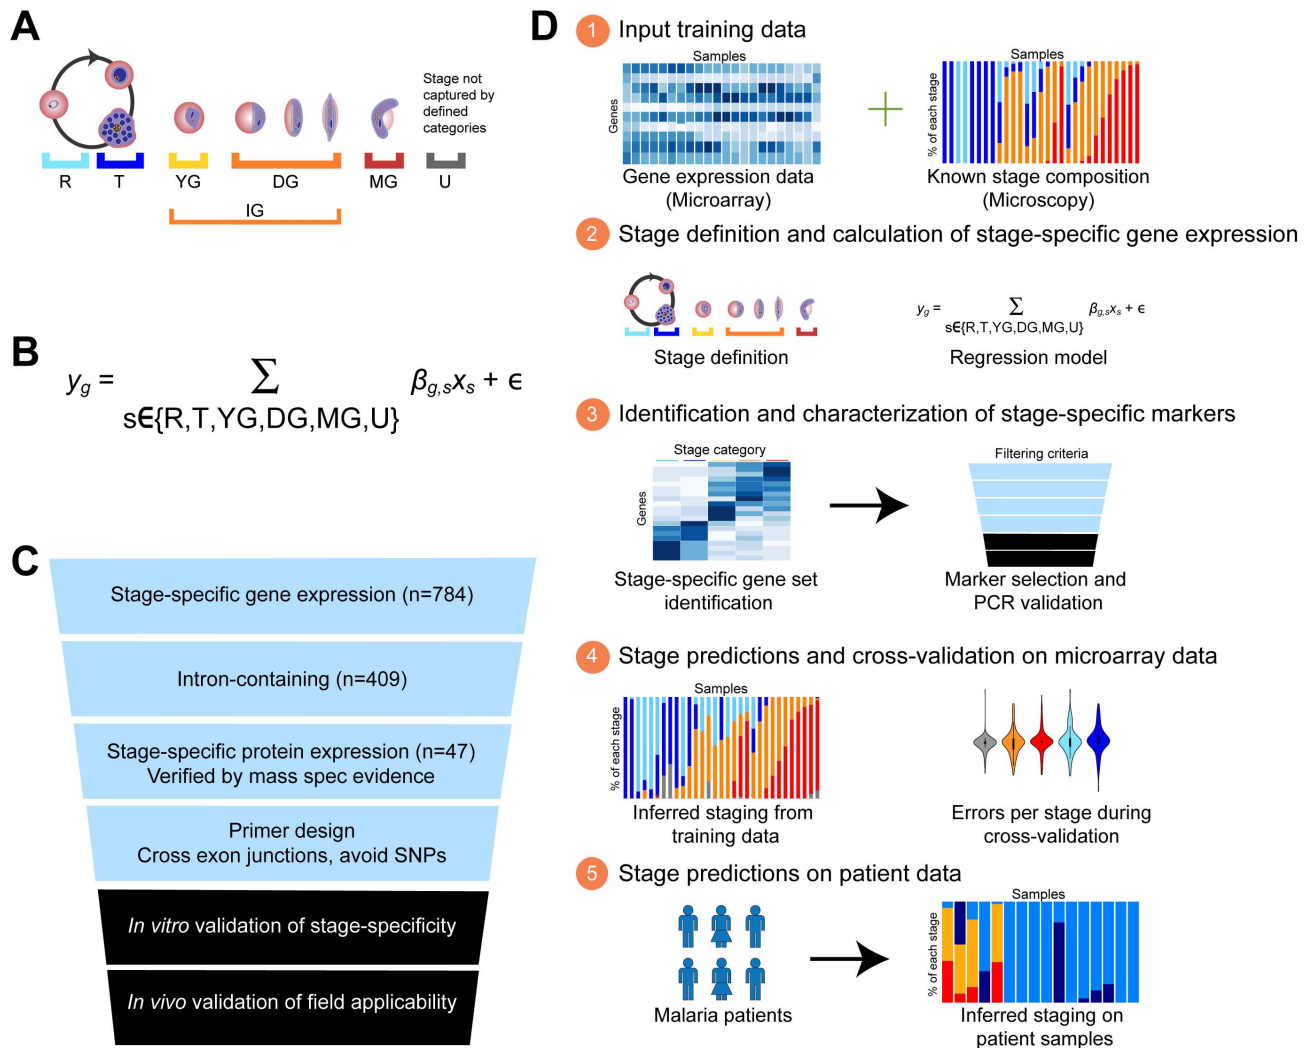 A
Stage not
captured by
defined
categories
R
T
YG
DG
MG
U
IG
B
y_g = ∑ β_{g,s}x_s + ϵ
s∈{R,T,YG,DG,MG,U}
C
Stage-specific gene expression (n=784)
Intron-containing (n=409)
Stage-specific protein expression (n=47)
Verified by mass spec evidence
Primer design
Cross exon junctions, avoid SNPs
In vitro validation of stage-specificity
In vivo validation of field applicability
D
1 Input training data
Samples
Genes
Gene expression data
(Microarray)
Samples
% of each stage
Known stage composition
(Microscopy)
2 Stage definition and calculation of stage-specific gene expression
Stage definition
y_g = ∑ β_{g,s}x_s + ϵ
s∈{R,T,YG,DG,MG,U}
Regression model
3 Identification and characterization of stage-specific markers
Stage category
Genes
Stage-specific gene set
identification
Filtering criteria
Marker selection and
PCR validation
4 Stage predictions and cross-validation on microarray data
Samples
% of each stage
Inferred staging from
training data
Errors per stage during
cross-validation
5 Stage predictions on patient data
Malaria patients
Samples
% of each stage
Inferred staging on
patient samples